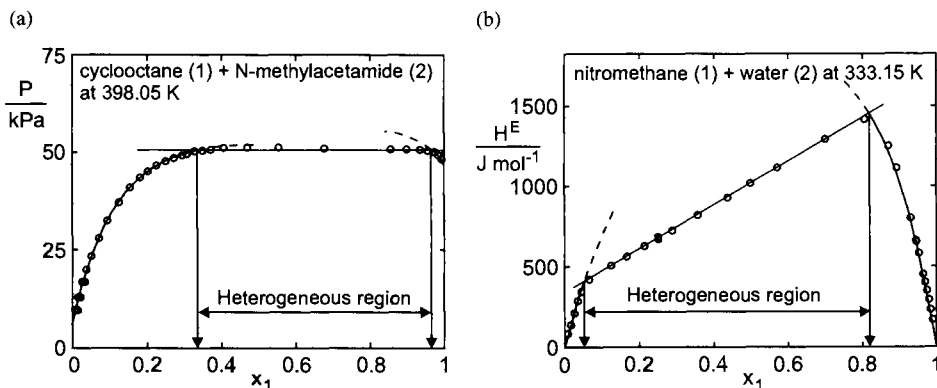 (a)
75
cyclooctane (1) + N-methylacetamide (2)
at 398.05 K
P
kPa
50
25
0
Heterogeneous region
0 0.2 0.4 0.6 0.8 1
x₁
(b)
nitromethane (1) + water (2) at 333.15 K
1500
Hᴱ
J mol⁻¹
1000
500
0
Heterogeneous region
0 0.2 0.4 0.6 0.8 1
x₁